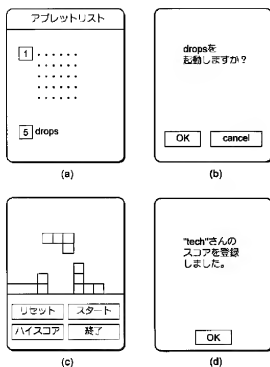 アプレットリスト
1
5 drops
(a)
dropsを
起動しますか？
OK cancel
(b)
リセット スタート
ハイスコア 終了
(c)
"tech"さんの
スコアを登録
しました。
OK
(d)